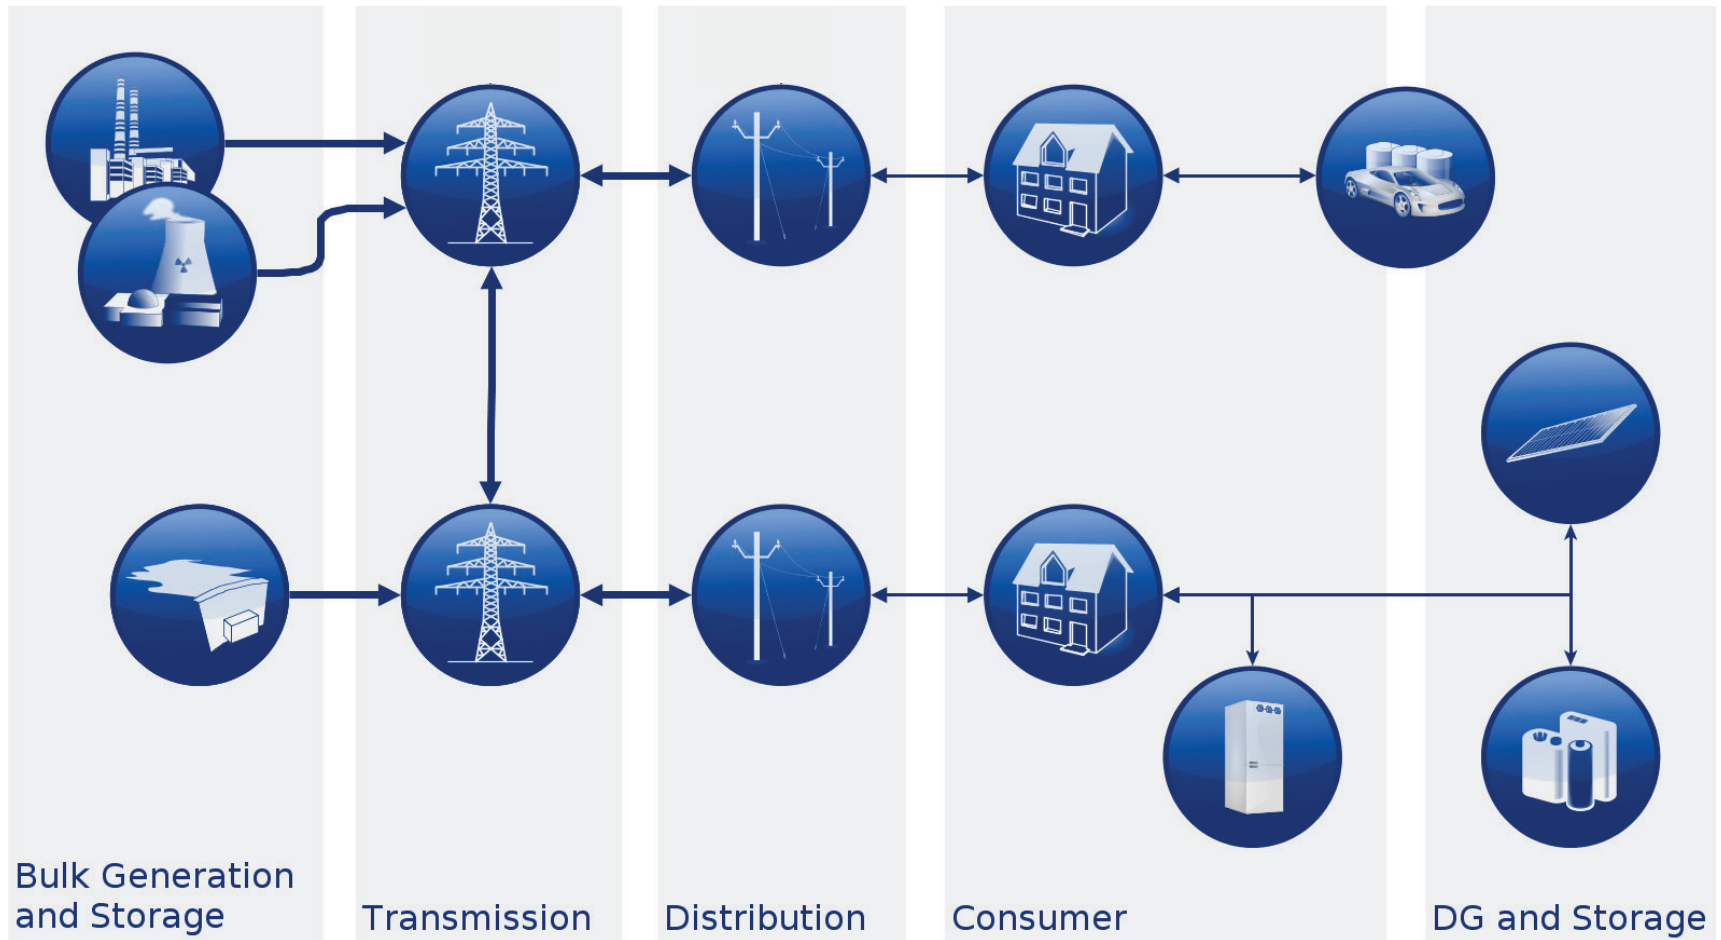 Bulk Generation
and Storage
Transmission
Distribution
Consumer
DG and Storage